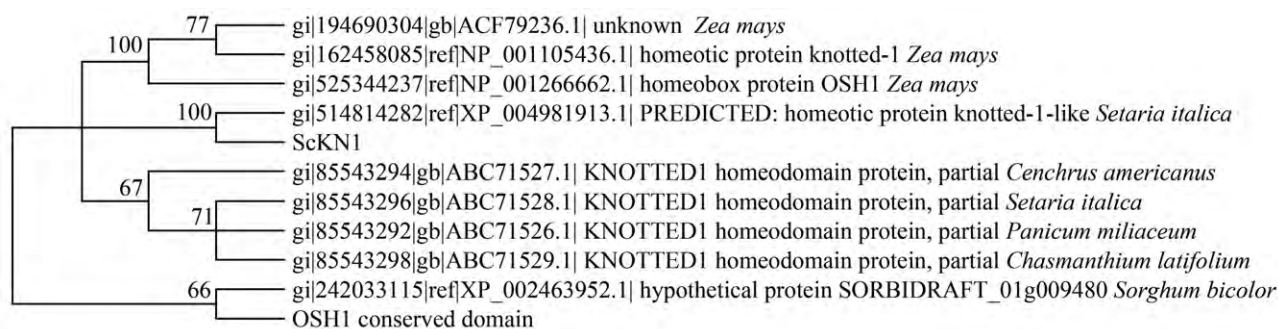 77
gi|194690304|gb|ACF79236.1| unknown Zea mays
100
gi|162458085|ref|NP_001105436.1| homeotic protein knotted-1 Zea mays
gi|525344237|ref|NP_001266662.1| homeobox protein OSH1 Zea mays
100
gi|514814282|ref|XP_004981913.1| PREDICTED: homeotic protein knotted-1-like Setaria italica
ScKN1
67
gi|85543294|gb|ABC71527.1| KNOTTED1 homeodomain protein, partial Cenchrus americanus
71
gi|85543296|gb|ABC71528.1| KNOTTED1 homeodomain protein, partial Setaria italica
gi|85543292|gb|ABC71526.1| KNOTTED1 homeodomain protein, partial Panicum miliaceum
gi|85543298|gb|ABC71529.1| KNOTTED1 homeodomain protein, partial Chasmanthium latifolium
66
gi|242033115|ref|XP_002463952.1| hypothetical protein SORBIDRAFT_01g009480 Sorghum bicolor
OSH1 conserved domain